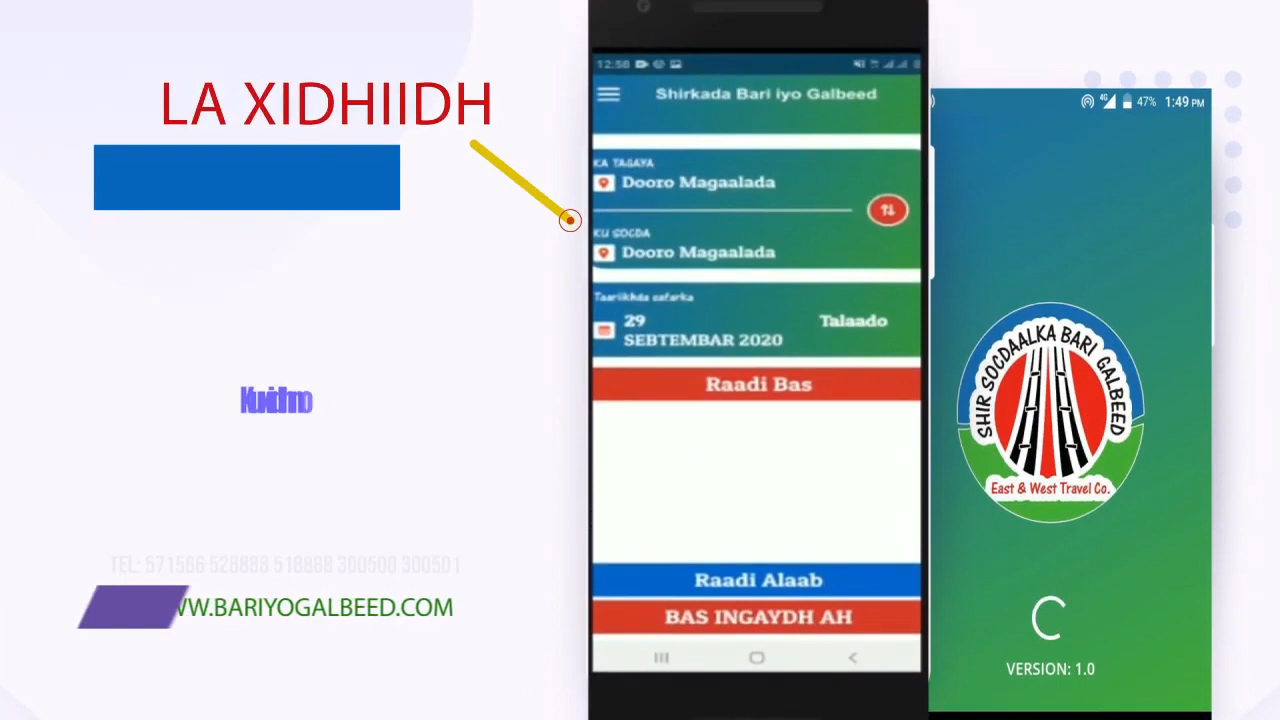 LA XIDHIIDH
TEL: 571566 528888 518888 300500 300501
WW.BARIYOGALBEED.COM
12:58
Shirkada Bari iyo Galbeed
KA TAGAYA
Dooro Magaalada
KU SOCDA
Dooro Magaalada
Taariikhda safarka
29
SEBTEMBAR 2020
Talaado
Raadi Bas
Raadi Alaab
BAS INGAYDH AH
4G 47% 1:49 PM
SHIR SOCDAALKA BARI GALBEED
East & West Travel Co.
VERSION: 1.0